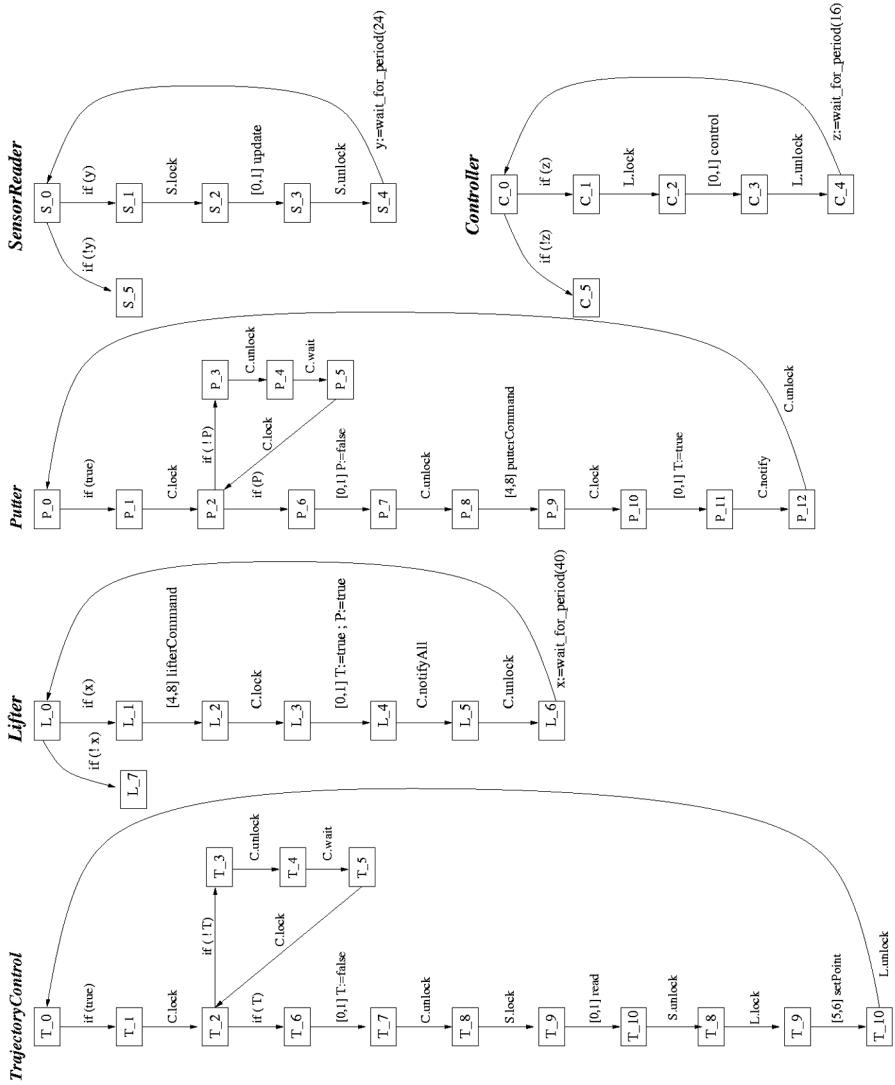 TrajectoryControl
T_0
if (true)
T_1
C.lock
T_2
if ( ! T)
T_3
C.unlock
T_4
C.wait
T_5
C.lock
if ( T)
T_6
[0,1] T:=false
T_7
C.unlock
T_8
S.lock
T_9
[0,1] read
T_10
S.unlock
T_8
L.lock
T_9
[5,6] setPoint
T_10
L.unlock
Lifter
L_0
if (! x)
L_7
if (x)
L_1
[4,8] lifterCommand
L_2
C.lock
L_3
[0,1] T:=true ; P:=true
L_4
C.notifyAll
L_5
C.unlock
L_6
x:=wait_for_period(40)
Putter
P_0
if (true)
P_1
C.lock
P_2
if ( ! P)
P_3
C.unlock
P_4
C.wait
P_5
C.lock
if (P)
P_6
[0,1] P:=false
P_7
C.unlock
P_8
[4,8] putterCommand
P_9
C.lock
P_10
[0,1] T:=true
P_11
C.notify
P_12
C.unlock
SensorReader
S_0
if (!y)
S_5
if (y)
S_1
S.lock
S_2
[0,1] update
S_3
S.unlock
S_4
y:=wait_for_period(24)
Controller
C_0
if (!z)
C_5
if (z)
C_1
L.lock
C_2
[0,1] control
C_3
L.unlock
C_4
z:=wait_for_period(16)